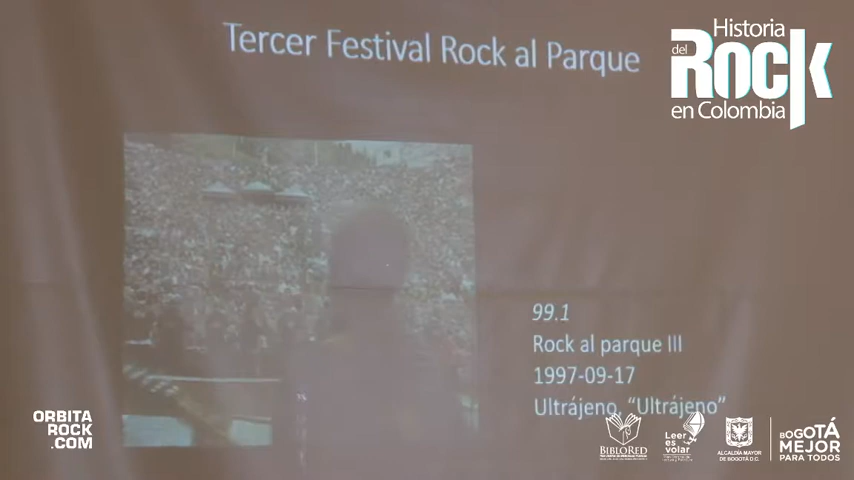 Tercer Festival Rock al Parque
Historia
del
Rock
en Colombia
99.1
Rock al parque III
1997-09-17
Ultrájeno, “Ultrájeno”
ORBITA
ROCK
.COM
BIBLORED
Leer
es
volar
ALCALDÍA MAYOR
DE BOGOTÁ D.C.
BOGOTÁ
MEJOR
PARA TODOS